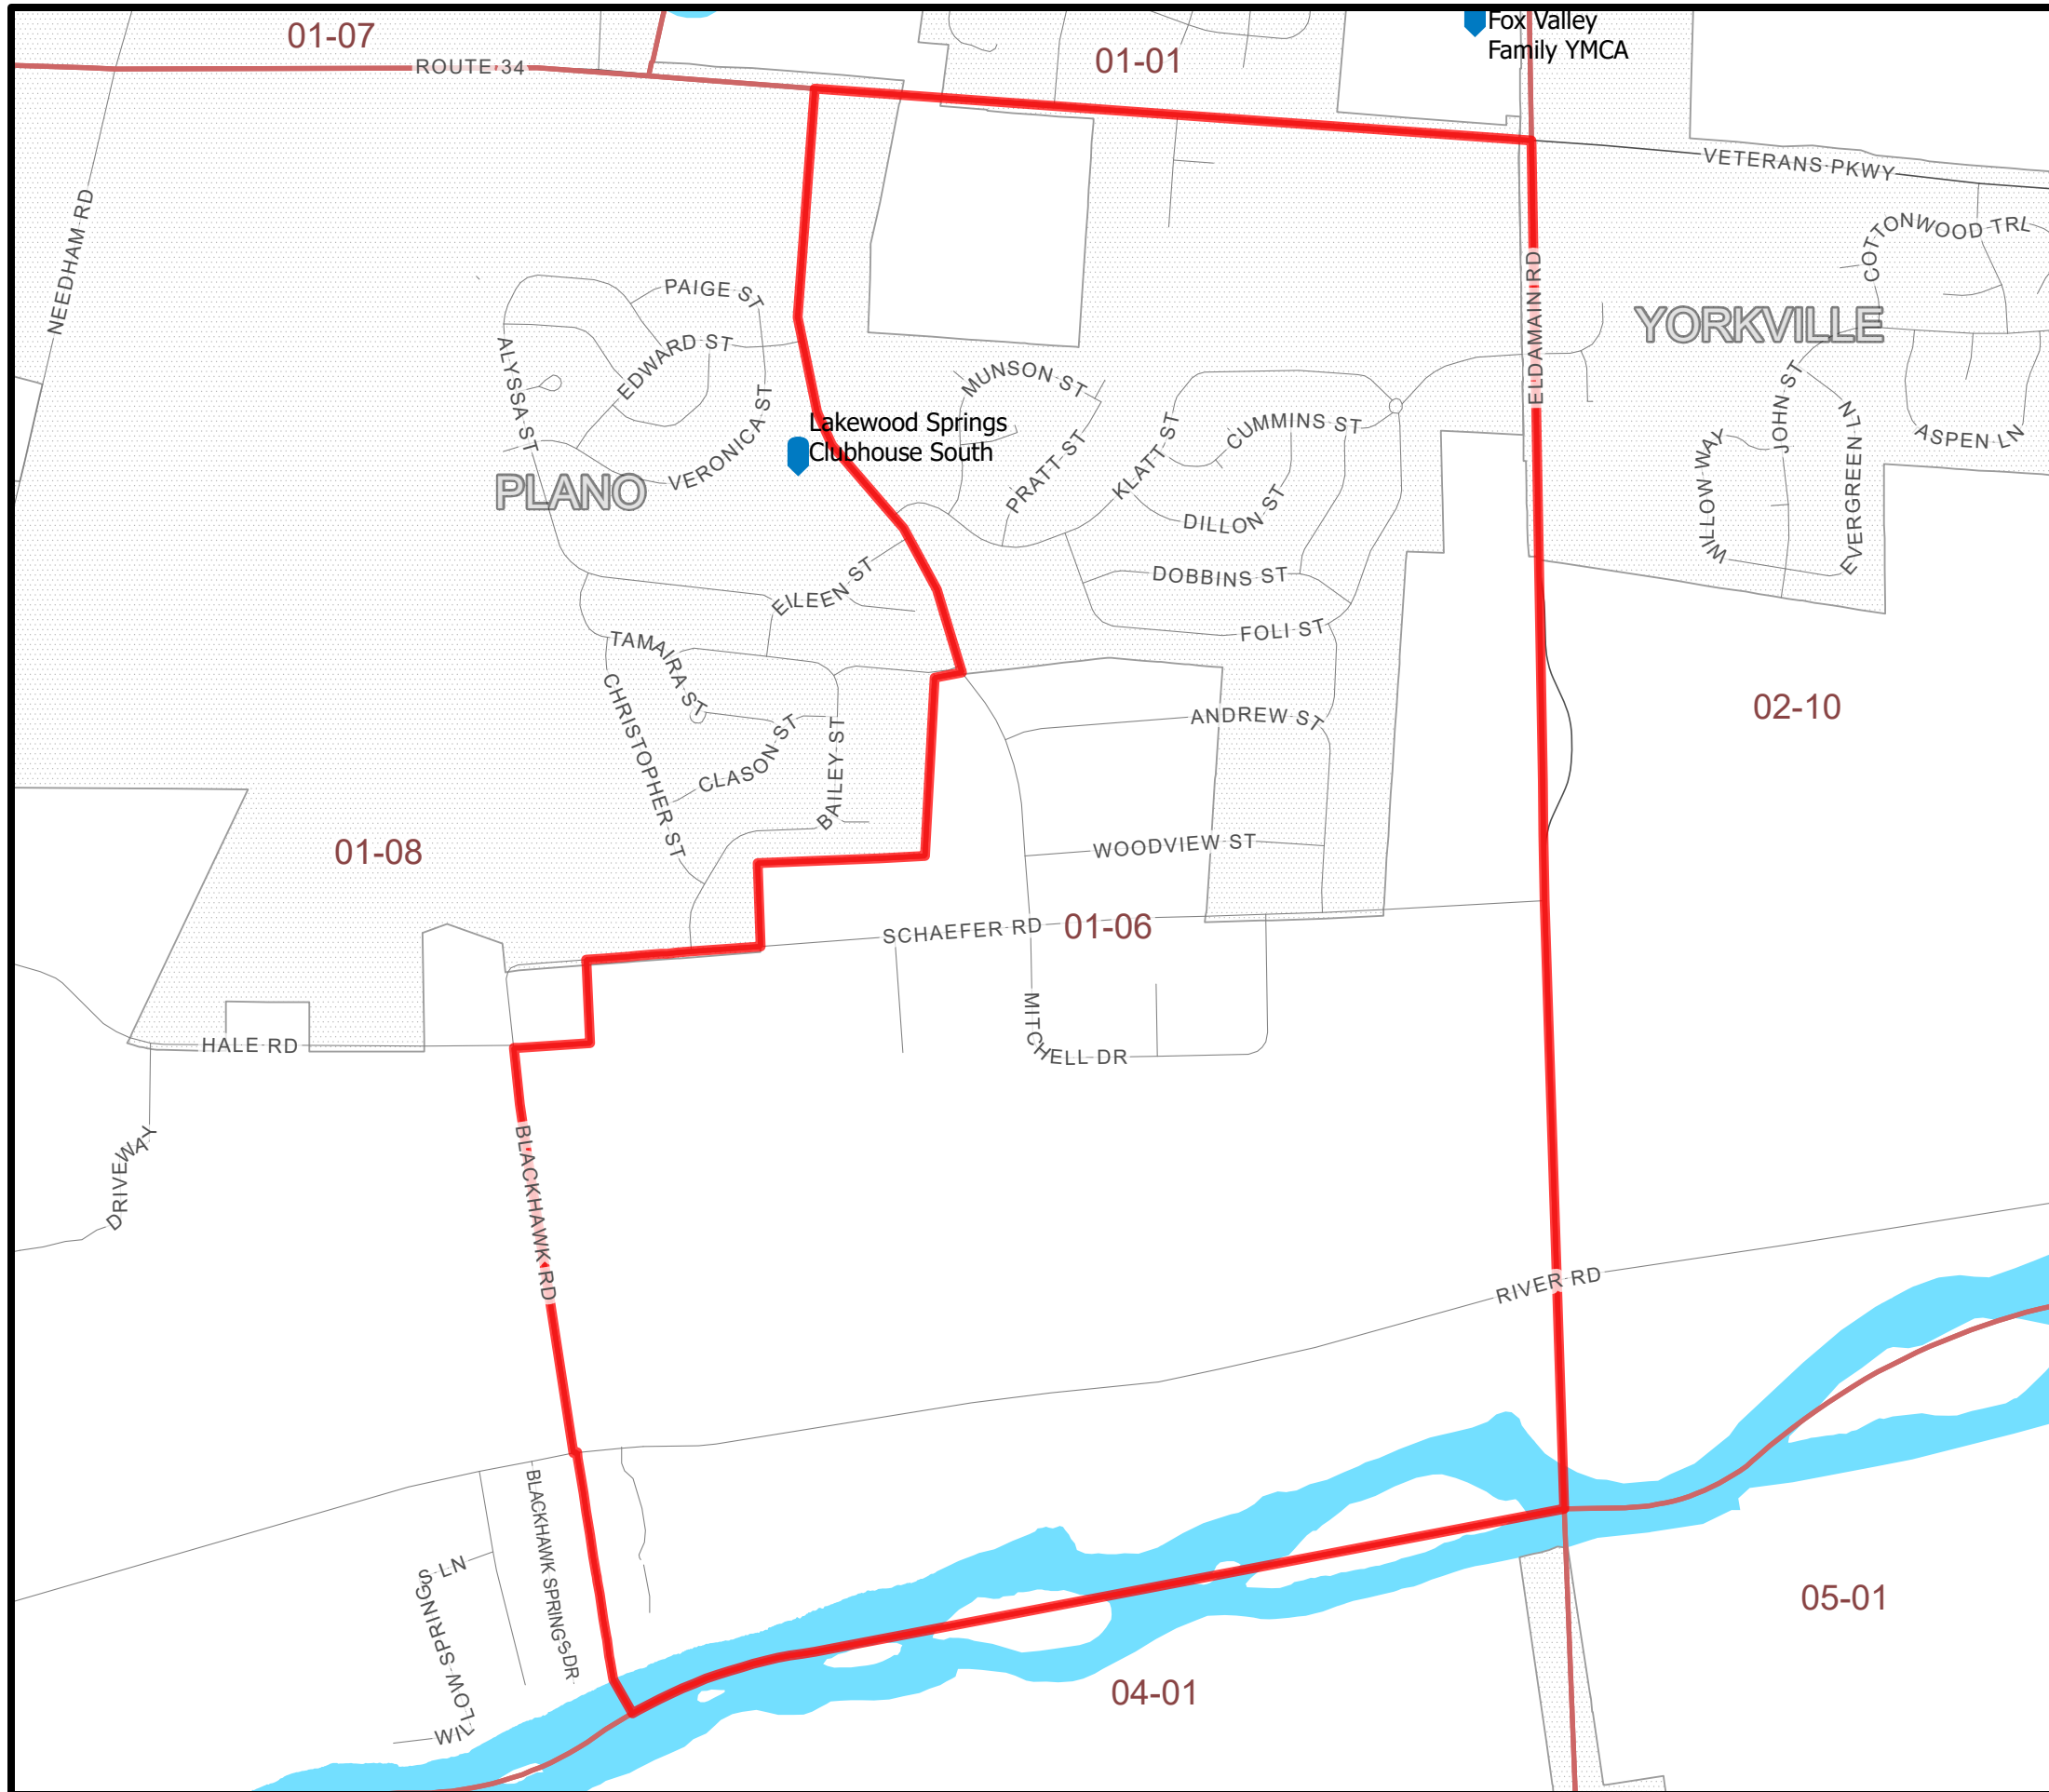 Fox Valley
Family YMCA
01-07
01-01
ROUTE 34
VETERANS PKWY
COTTONWOOD TRL
NEEDHAM RD
PAIGE ST
ELDAMAIN RD
YORKVILLE
ALYSSA ST
EDWARD ST
MUNSON ST
JOHN ST
VERONICA ST
Lakewood Springs
Clubhouse South
KLATT ST
CUMMINS ST
WILLOW WAY
EVERGREEN LN
ASPEN LN
PLANO
PRATT ST
DILLON ST
EILEEN ST
DOBBINS ST
FOLI ST
TAMAIRA ST
CHRISTOPHER ST
02-10
ANDREW ST
CLASON ST
BAILEY ST
01-08
WOODVIEW ST
SCHAEFER RD
01-06
MITCHELL DR
HALE RD
DRIVEWAY
BLACKHAWK RD
RIVER RD
BLACKHAWK SPRINGS DR
WILLOW SPRINGS LN
05-01
04-01